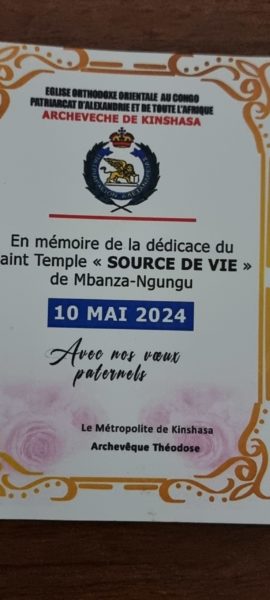 EGLISE ORTHODOXE ORIENTALE AU CONGO
PATRIARCAT D'ALEXANDRIE ET DE TOUTE L'AFRIQUE
ARCHEVECHE DE KINSHASA
En mémoire de la dédicace du
aint Temple « SOURCE DE VIE »
de Mbanza-Ngungu
10 MAI 2024
Avec nos vœux
paternels
Le Métropolite de Kinshasa
Archevêque Théodose